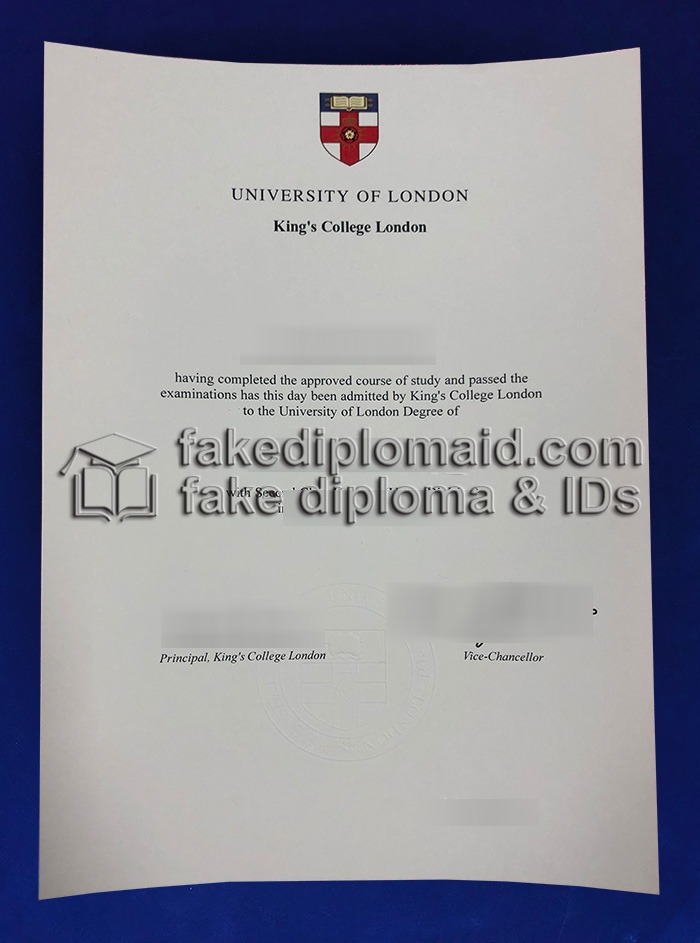 UNIVERSITY OF LONDON
King's College London
having completed the approved course of study and passed the
examinations has this day been admitted by King's College London
to the University of London Degree of
fakediplomaid.com
with
fake diploma & IDs
Principal, King's College London
Vice-Chancellor